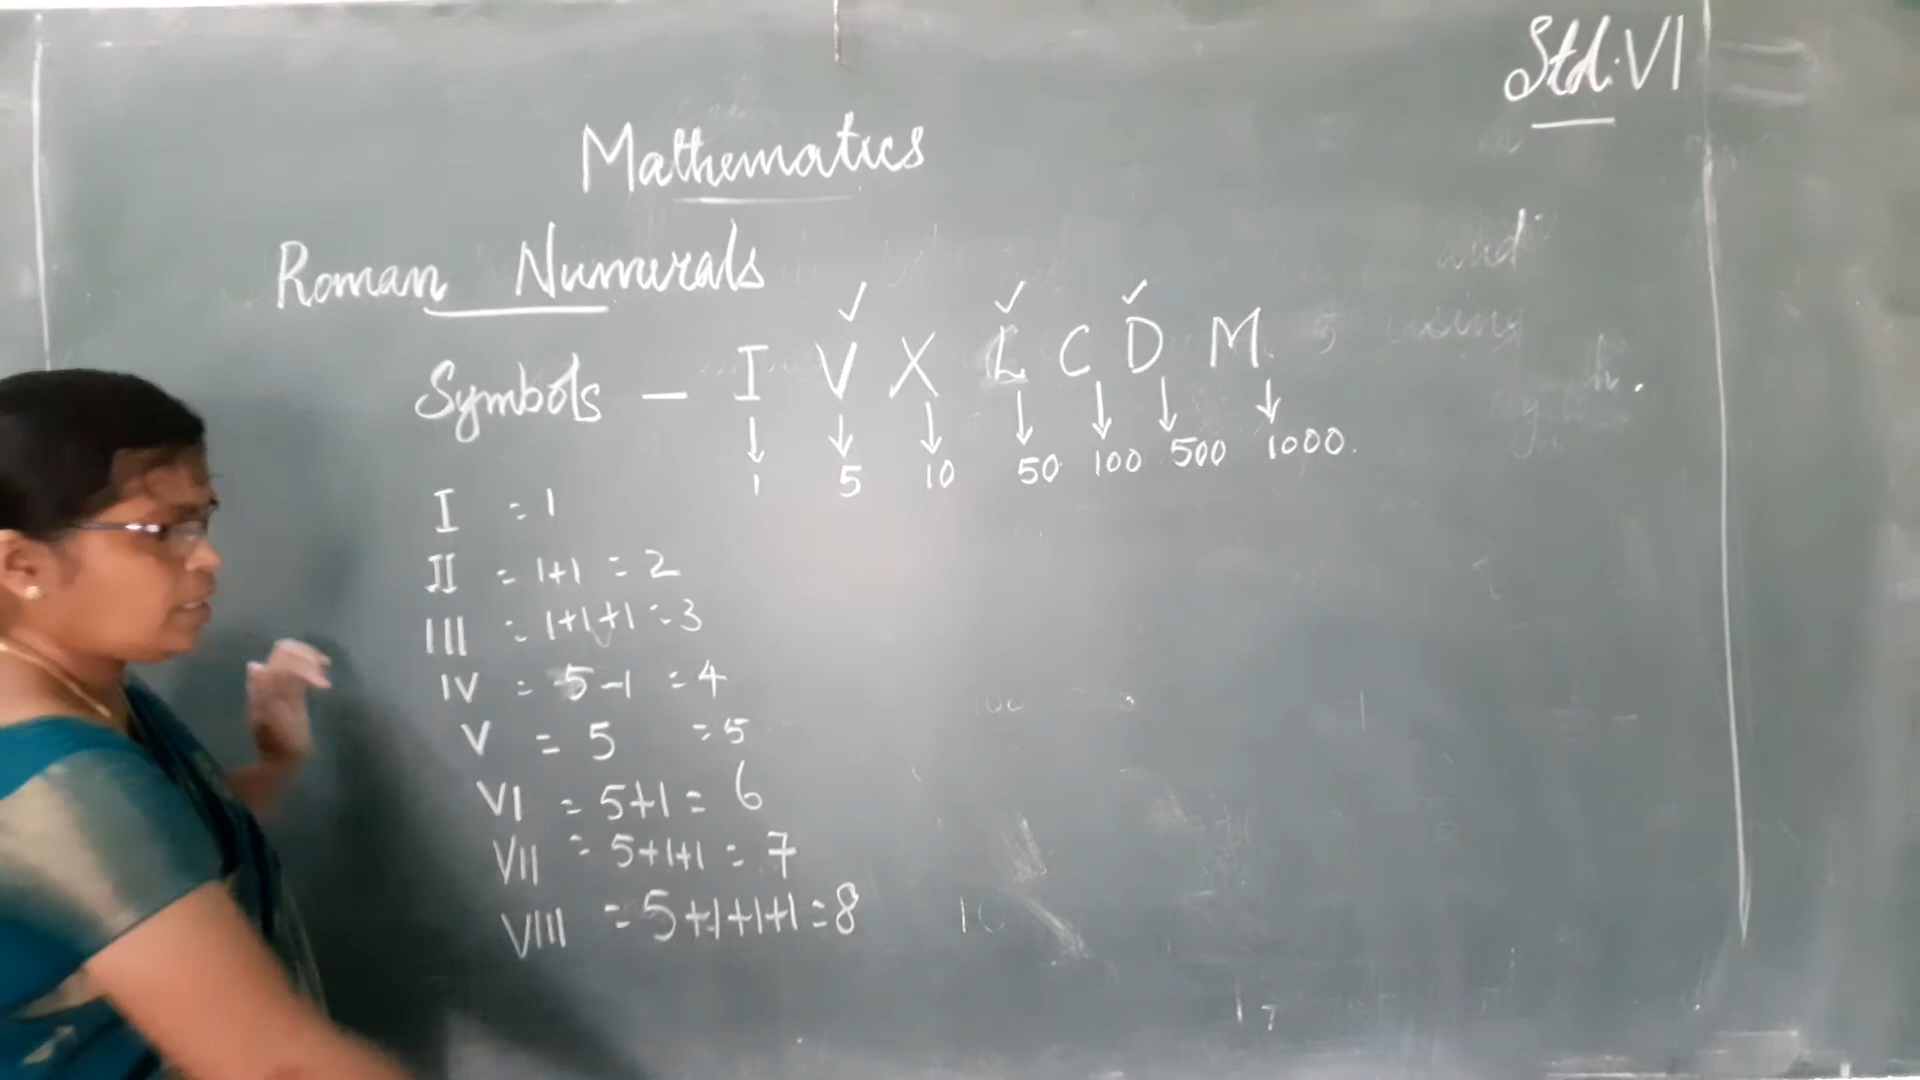 Std. VI
Mathematics
Roman Numerals
Symbols - I V X L C D M
1 5 10 50 100 500 1000.
I = 1
II = 1+1 = 2
III = 1+1+1 = 3
IV = 5-1 = 4
V = 5 = 5
VI = 5+1 = 6
VII = 5+1+1 = 7
VIII = 5+1+1+1 = 8